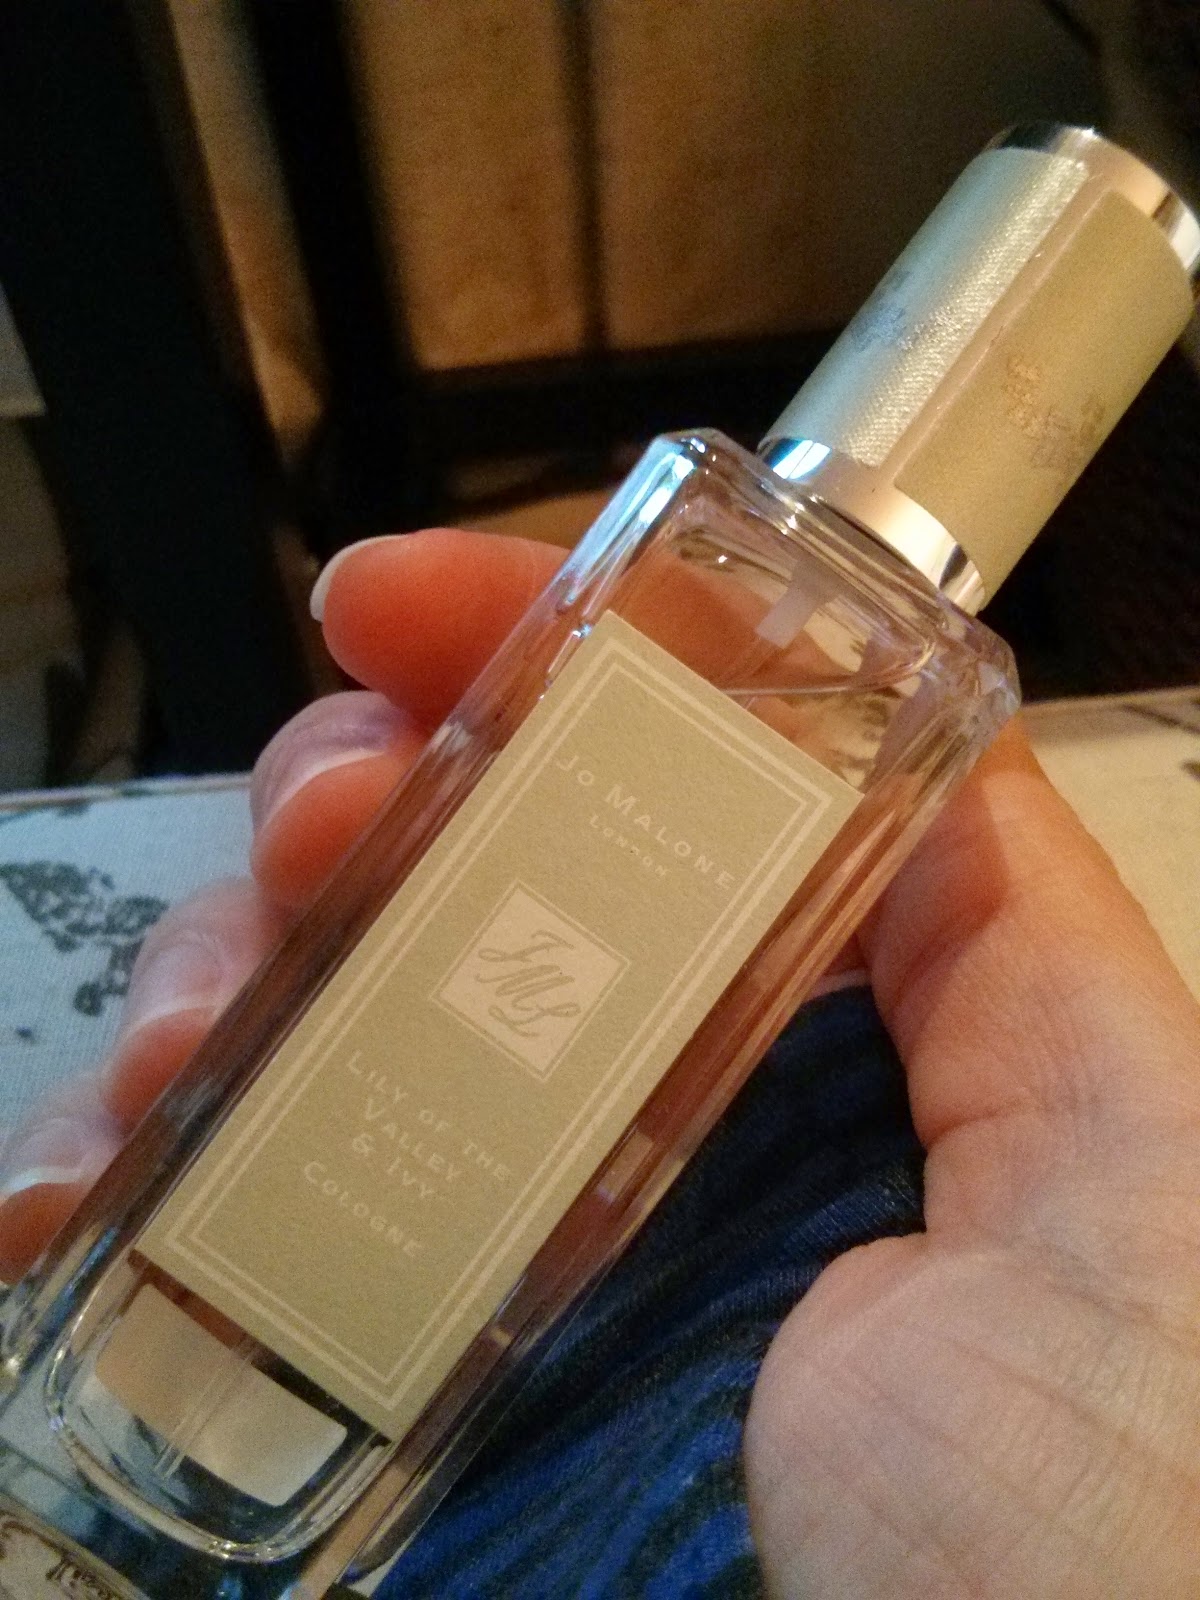 JO MALONE
LONDON
JML
LILY OF THE
VALLEY
& IVY
COLOGNE